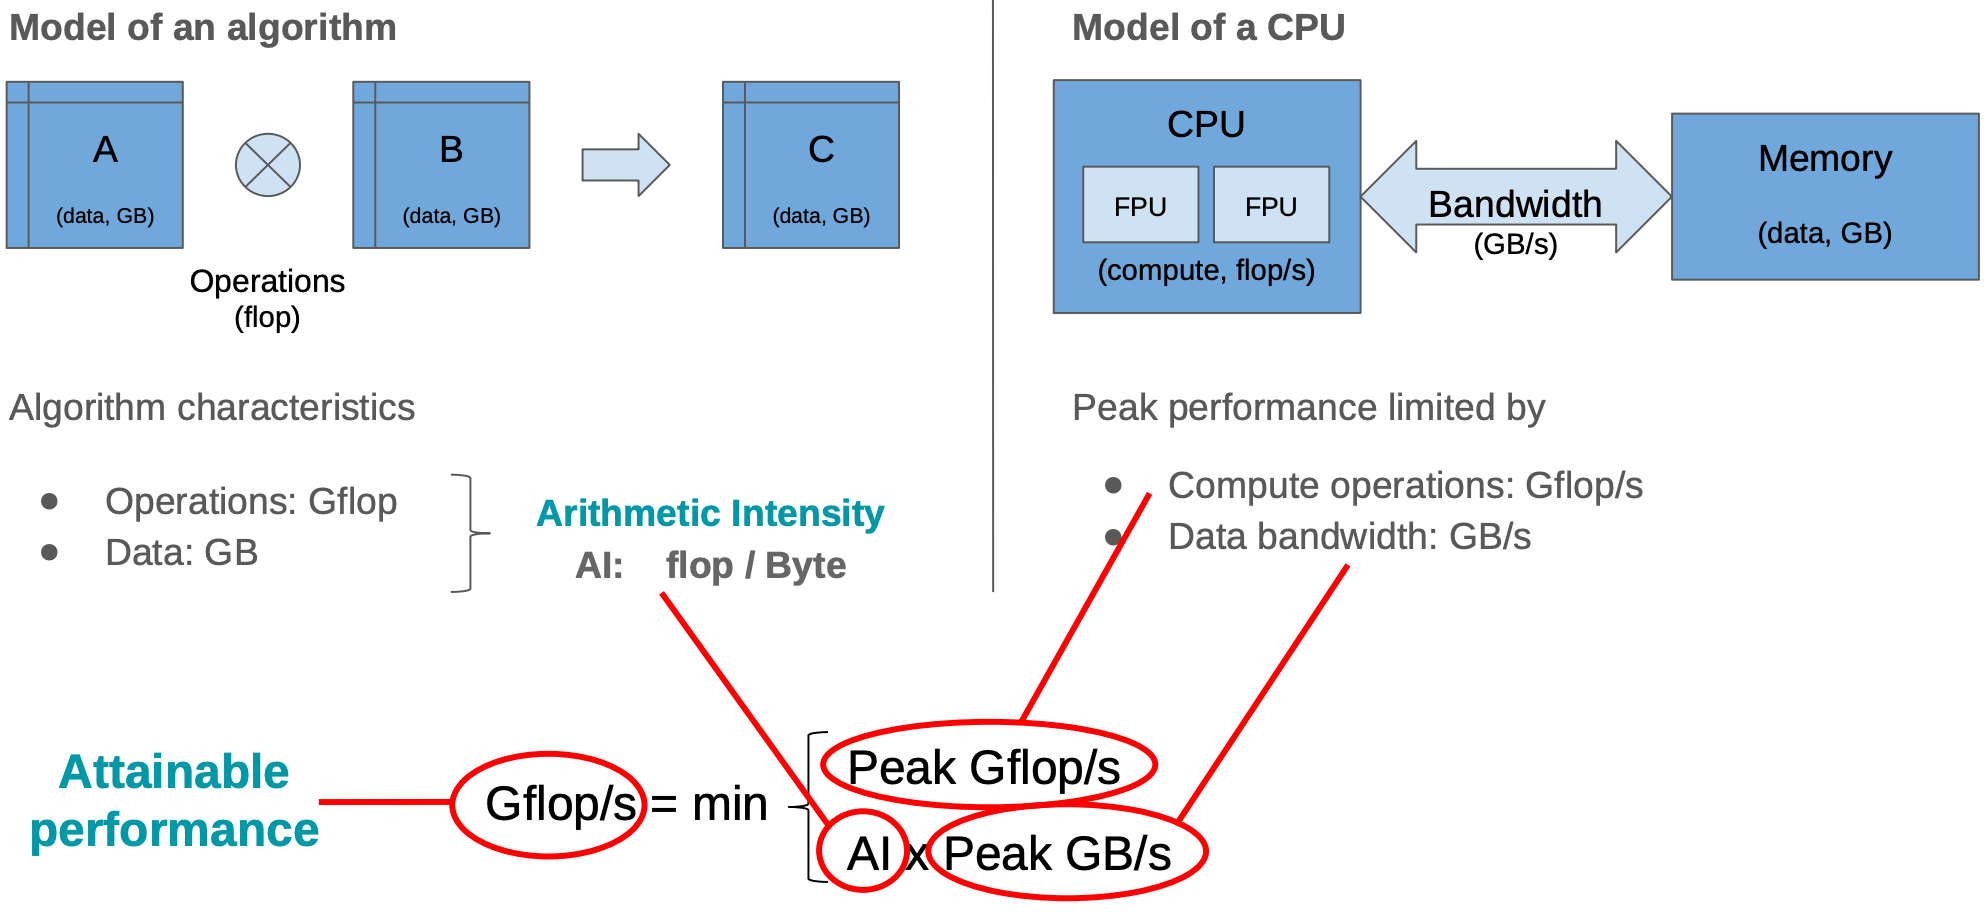 Model of an algorithm
A
(data, GB)
B
(data, GB)
C
(data, GB)
Operations
(flop)
Algorithm characteristics
● Operations: Gflop
● Data: GB
Arithmetic Intensity
AI: flop / Byte
Model of a CPU
CPU
FPU FPU
(compute, flop/s)
Bandwidth
(GB/s)
Memory
(data, GB)
Peak performance limited by
● Compute operations: Gflop/s
● Data bandwidth: GB/s
Attainable
performance
Gflop/s = min
Peak Gflop/s
AI x Peak GB/s